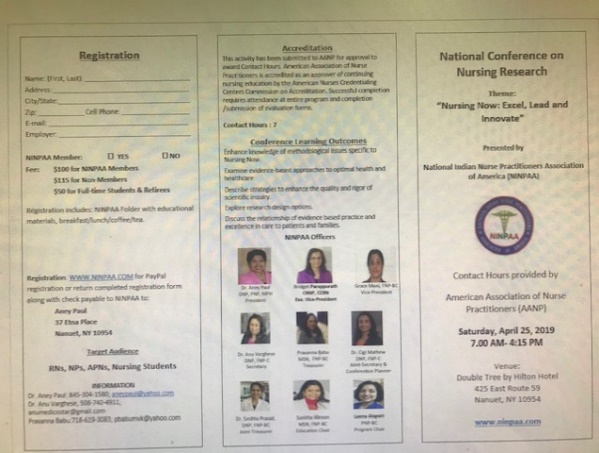 Registration
Name: (First, Last)
Address:
City/State:
Zip: Cell Phone:
E-mail:
Employer:
NINPAA Member: YES NO
Fee: $100 for NINPAA Members
$115 for Non Members
$50 for Full-time Students & Retirees
Registration includes: NINPAA Folder with educational
materials, breakfast/lunch/coffee/tea.
Registration: WWW.NINPAA.COM for PayPal
registration or return completed registration form
along with check payable to NINPAA to:
Aney Paul
37 Etna Place
Nanuet, NY 10954
Target Audience
RNs, NPs, APNs, Nursing Students
INFORMATION
Dr. Aney Paul: 845-304-1580; aneypaul@yahoo.com
Dr. Anu Varghese, 508-742-4911,
anumedicostar@gmail.com
Prasanna Babu:718-619-3083; pbabumvk@yahoo.com
Accreditation
This activity has been submitted to AANP for approval to
award Contact Hours. American Association of Nurse
Practitioners is accredited as an approver of continuing
nursing education by the American Nurses Credentialing
Centers Commission on Accreditation. Successful completion
requires attendance at entire program and completion
/submission of evaluation forms.
Contact Hours : 7
Conference Learning Outcomes
Enhance knowledge of methodological issues specific to
Nursing Now.
Examine evidence-based approaches to optimal health and
healthcare
Describe strategies to enhance the quality and rigor of
scientific inquiry
Explore research design options.
Discuss the relationship of evidence based practice and
excellence in care to patients and families.
NINPAA Officers
Dr. Aney Paul
DNP, FNP, MPH
President
Bridget Parappurath
CRNP, CCRN
Exe. Vice-President
Grace Mani, FNP-BC
Vice-President
Dr. Anu Varghese
DNP, FNP-C
Secretary
Prasanna Babu
MSN, FNP-BC
Treasurer
Dr. Cigi Mathew
DNP, FNP-C
Joint Secretary &
Conference Planner
Dr. Smitha Prasad,
DNP, FNP-BC
Joint Treasurer
MSN, FNP-BC
Education Chair
Leena
PNP-BC
Program Chair
National Conference on
Nursing Research
Theme:
"Nursing Now: Excel, Lead and
Innovate"
Presented by
National Indian Nurse Practitioners Association
of America (NINPAA)
NINPAA
Contact Hours provided by
American Association of Nurse
Practitioners (AANP)
Saturday, April 25, 2019
7.00 AM- 4:15 PM
Venue:
Double Tree by Hilton Hotel
425 East Route 59
Nanuet, NY 10954
www.ninpaa.com